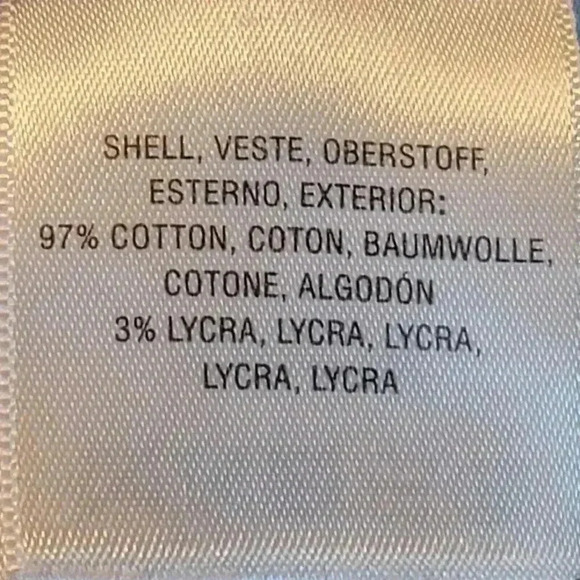 SHELL, VESTE, OBERSTOFF,
ESTERNO, EXTERIOR:
97% COTTON, COTON, BAUMWOLLE,
COTONE, ALGODÓN
3% LYCRA, LYCRA, LYCRA,
LYCRA, LYCRA